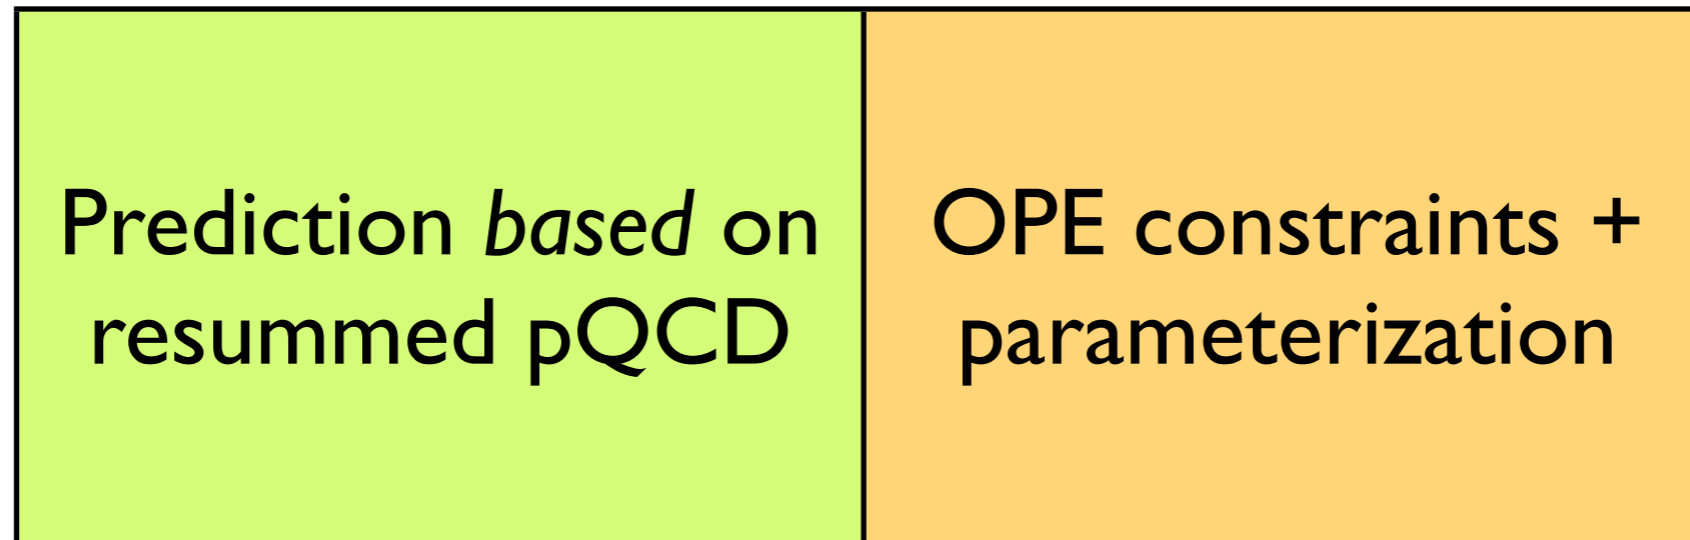 Prediction based on
resummed pQCD
OPE constraints +
parameterization